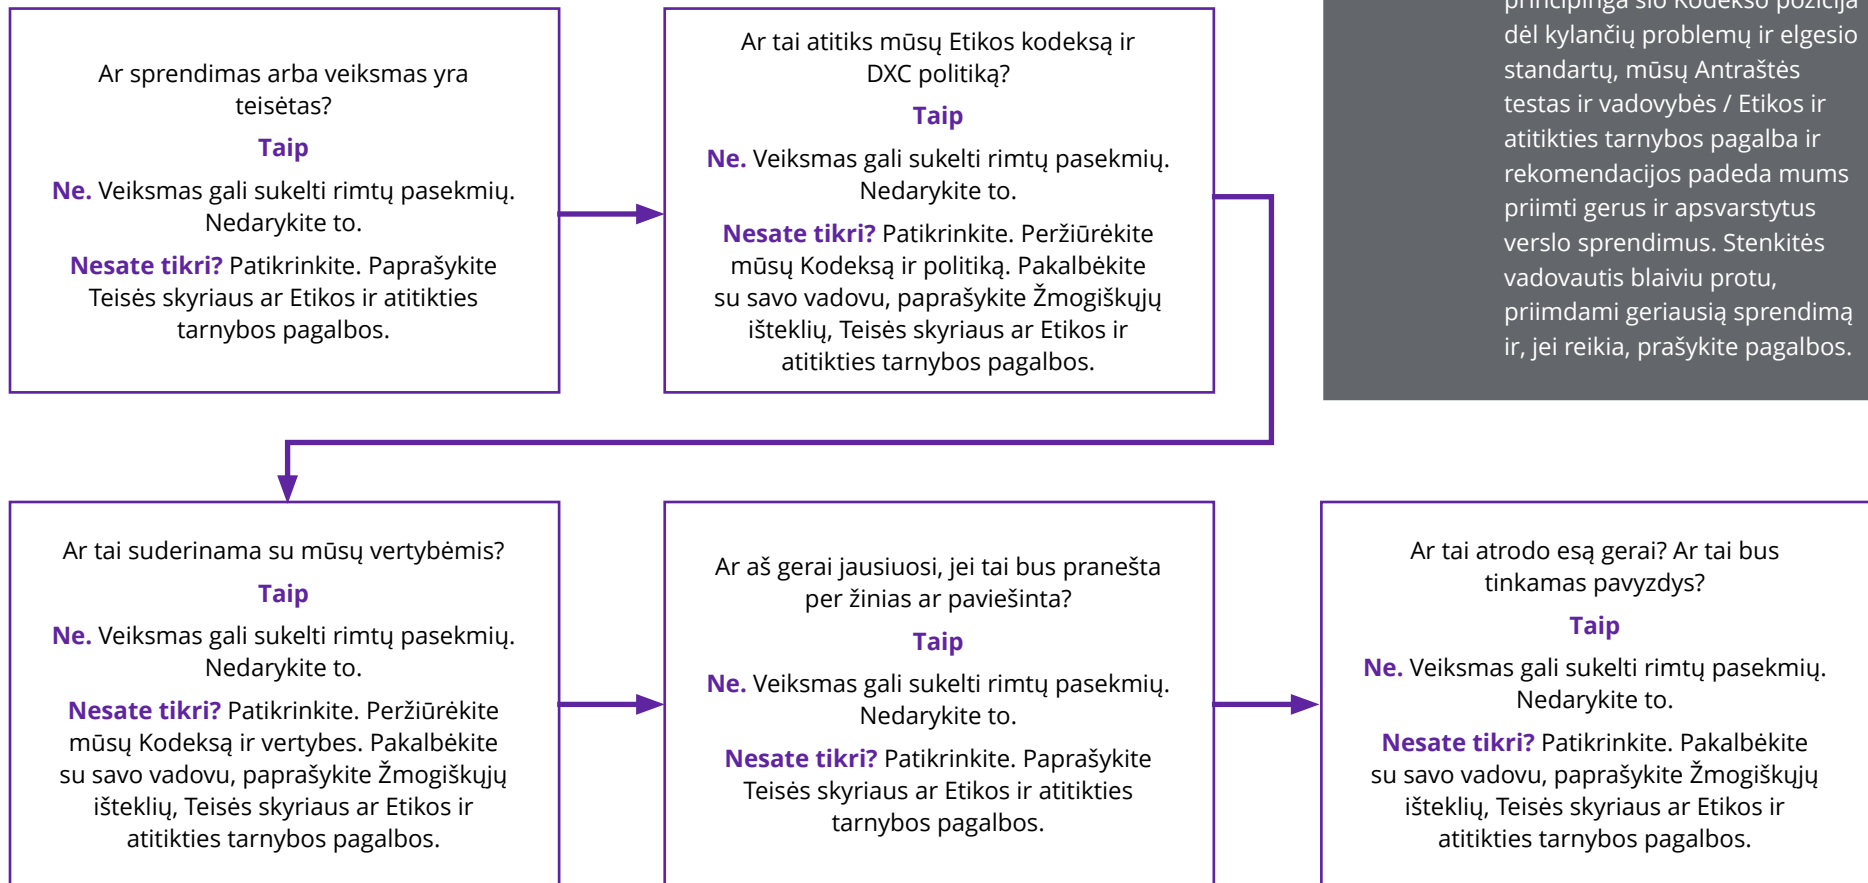 Ar sprendimas arba veiksmas yra
teisėtas?
Taip
Ne. Veiksmas gali sukelti rimtų pasekmių.
Nedarykite to.
Nesate tikri? Patikrinkite. Paprašykite
Teisės skyriaus ar Etikos ir atitikties
tarnybos pagalbos.
Ar tai atitiks mūsų Etikos kodeksą ir
DXC politiką?
Taip
Ne. Veiksmas gali sukelti rimtų pasekmių.
Nedarykite to.
Nesate tikri? Patikrinkite. Peržiūrėkite
mūsų Kodeksą ir politiką. Pakalbėkite
su savo vadovu, paprašykite Žmogiškųjų
išteklių, Teisės skyriaus ar Etikos ir
atitikties tarnybos pagalbos.
principinga šio Kodekso pozicija
dėl kylančių problemų ir elgesio
standartų, mūsų Antraštės
testas ir vadovybės / Etikos ir
atitikties tarnybos pagalba ir
rekomendacijos padeda mums
priimti gerus ir apsvarstytus
verslo sprendimus. Stenkitės
vadovautis blaiviu protu,
priimdami geriausią sprendimą
ir, jei reikia, prašykite pagalbos.
Ar tai suderinama su mūsų vertybėmis?
Taip
Ne. Veiksmas gali sukelti rimtų pasekmių.
Nedarykite to.
Nesate tikri? Patikrinkite. Peržiūrėkite
mūsų Kodeksą ir vertybes. Pakalbėkite
su savo vadovu, paprašykite Žmogiškųjų
išteklių, Teisės skyriaus ar Etikos ir
atitikties tarnybos pagalbos.
Ar aš gerai jausiuosi, jei tai bus pranešta
per žinias ar paviešinta?
Taip
Ne. Veiksmas gali sukelti rimtų pasekmių.
Nedarykite to.
Nesate tikri? Patikrinkite. Paprašykite
Teisės skyriaus ar Etikos ir atitikties
tarnybos pagalbos.
Ar tai atrodo esą gerai? Ar tai bus
tinkamas pavyzdys?
Taip
Ne. Veiksmas gali sukelti rimtų pasekmių.
Nedarykite to.
Nesate tikri? Patikrinkite. Pakalbėkite
su savo vadovu, paprašykite Žmogiškųjų
išteklių, Teisės skyriaus ar Etikos ir
atitikties tarnybos pagalbos.